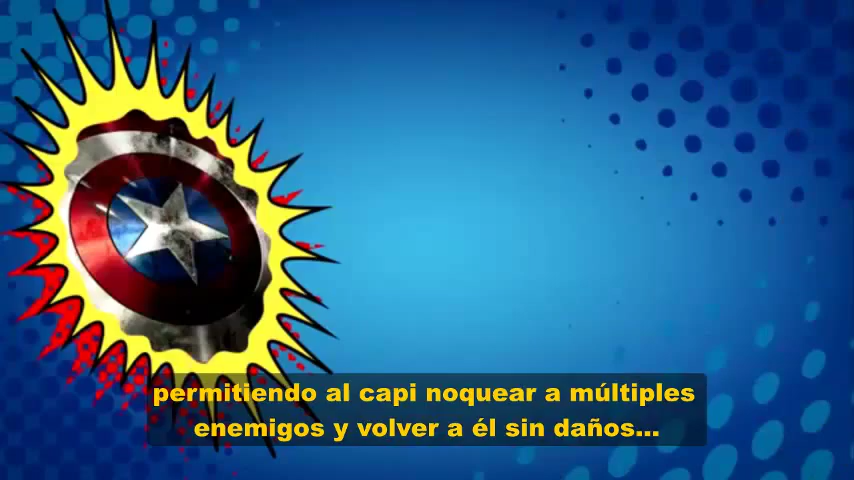 permitiendo al capi noquear a múltiples
enemigos y volver a él sin daños...